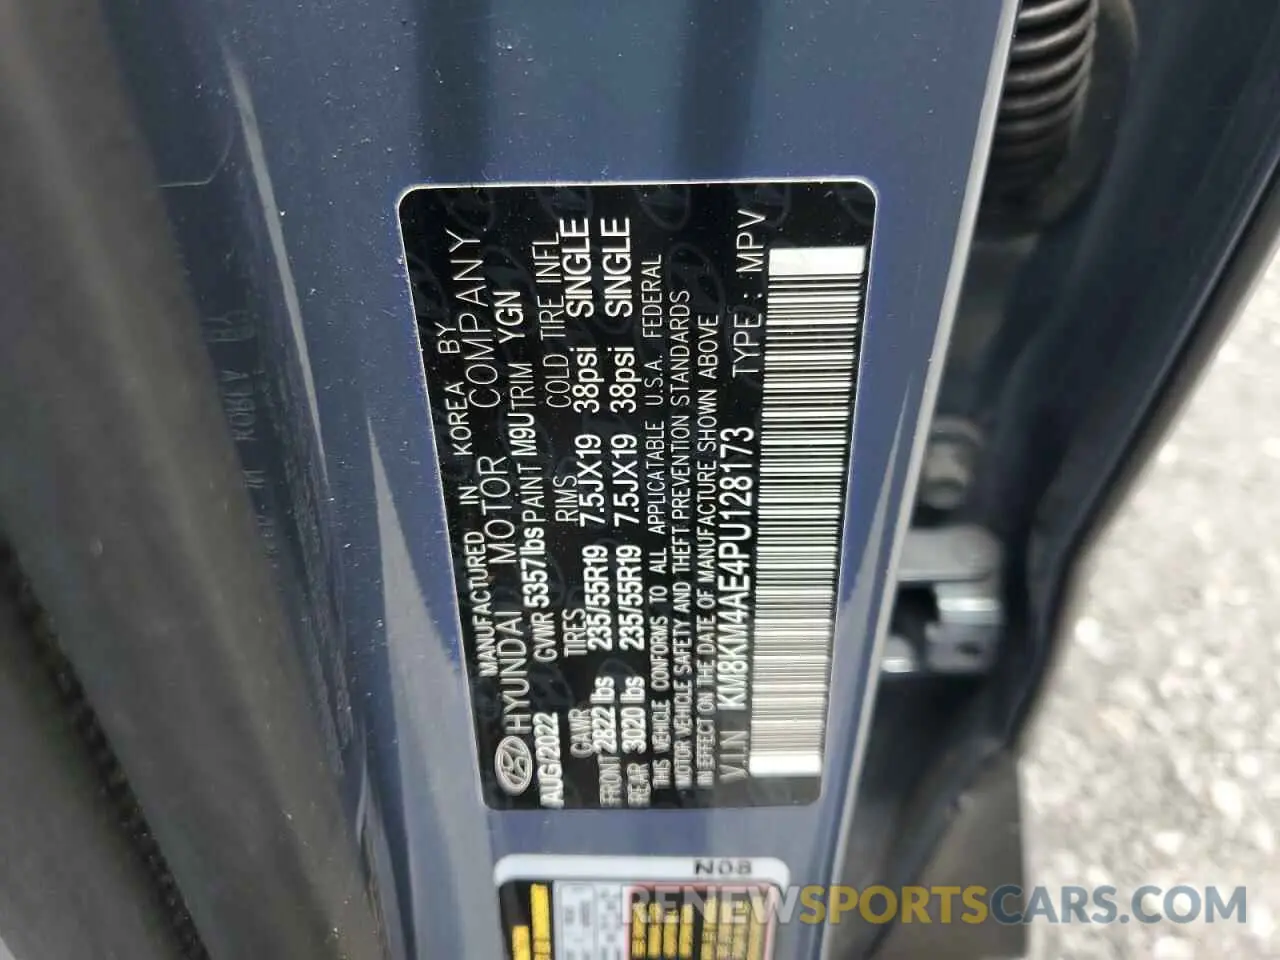 MANUFACTURED IN KOREA BY
HYUNDAI MOTOR COMPANY
AUG/2022 GVWR 5357lbs PAINT M9U TRIM YGN
GAWR TIRES RIMS COLD TIRE INFL
FRONT 2822 lbs 235/55R19 7.5JX19 38psi SINGLE
REAR 3020 lbs 235/55R19 7.5JX19 38psi SINGLE
THIS VEHICLE CONFORMS TO ALL APPLICATABLE U.S.A. FEDERAL
MOTOR VEHICLE SAFETY AND THEFT PREVENTION STANDARDS
IN EFFECT ON THE DATE OF MANUFACTURE SHOWN ABOVE
V.I.N KM8KM4AE4PU128173 TYPE : MPV
N08
RENEWSPORTSCARS.COM